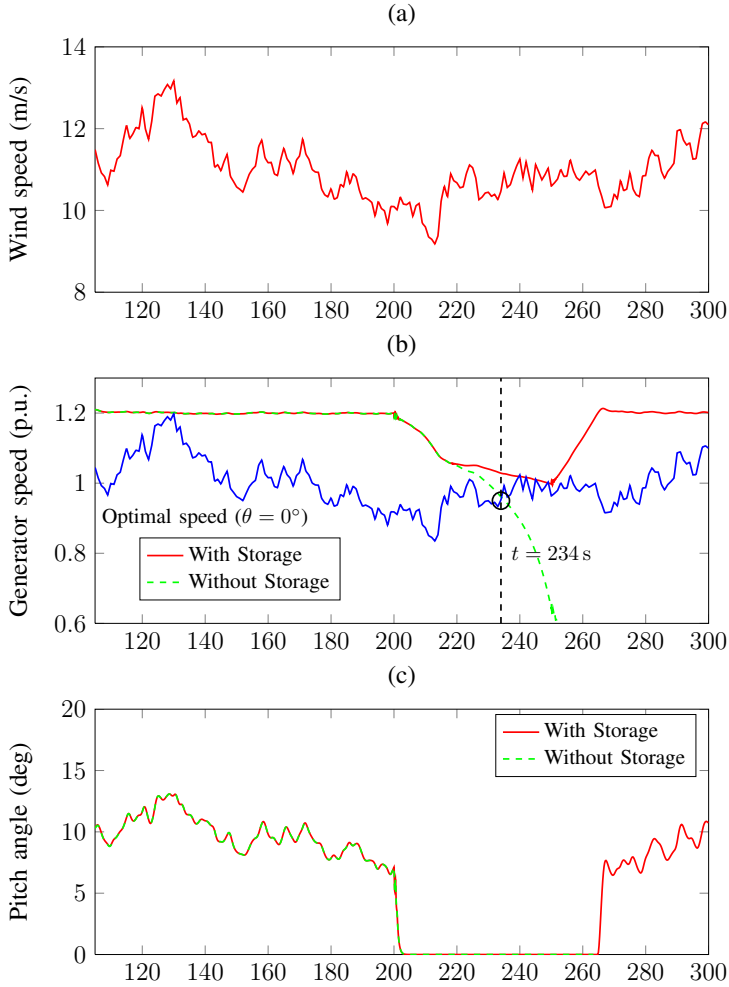 (a)
14
12
10
8
Wind speed (m/s)
120 140 160 180 200 220 240 260 280 300
(b)
1.2
1
0.8
0.6
Generator speed (p.u.)
Optimal speed (θ = 0°)
With Storage
Without Storage
t = 234 s
120 140 160 180 200 220 240 260 280 300
(c)
20
15
10
5
0
Pitch angle (deg)
With Storage
Without Storage
120 140 160 180 200 220 240 260 280 300